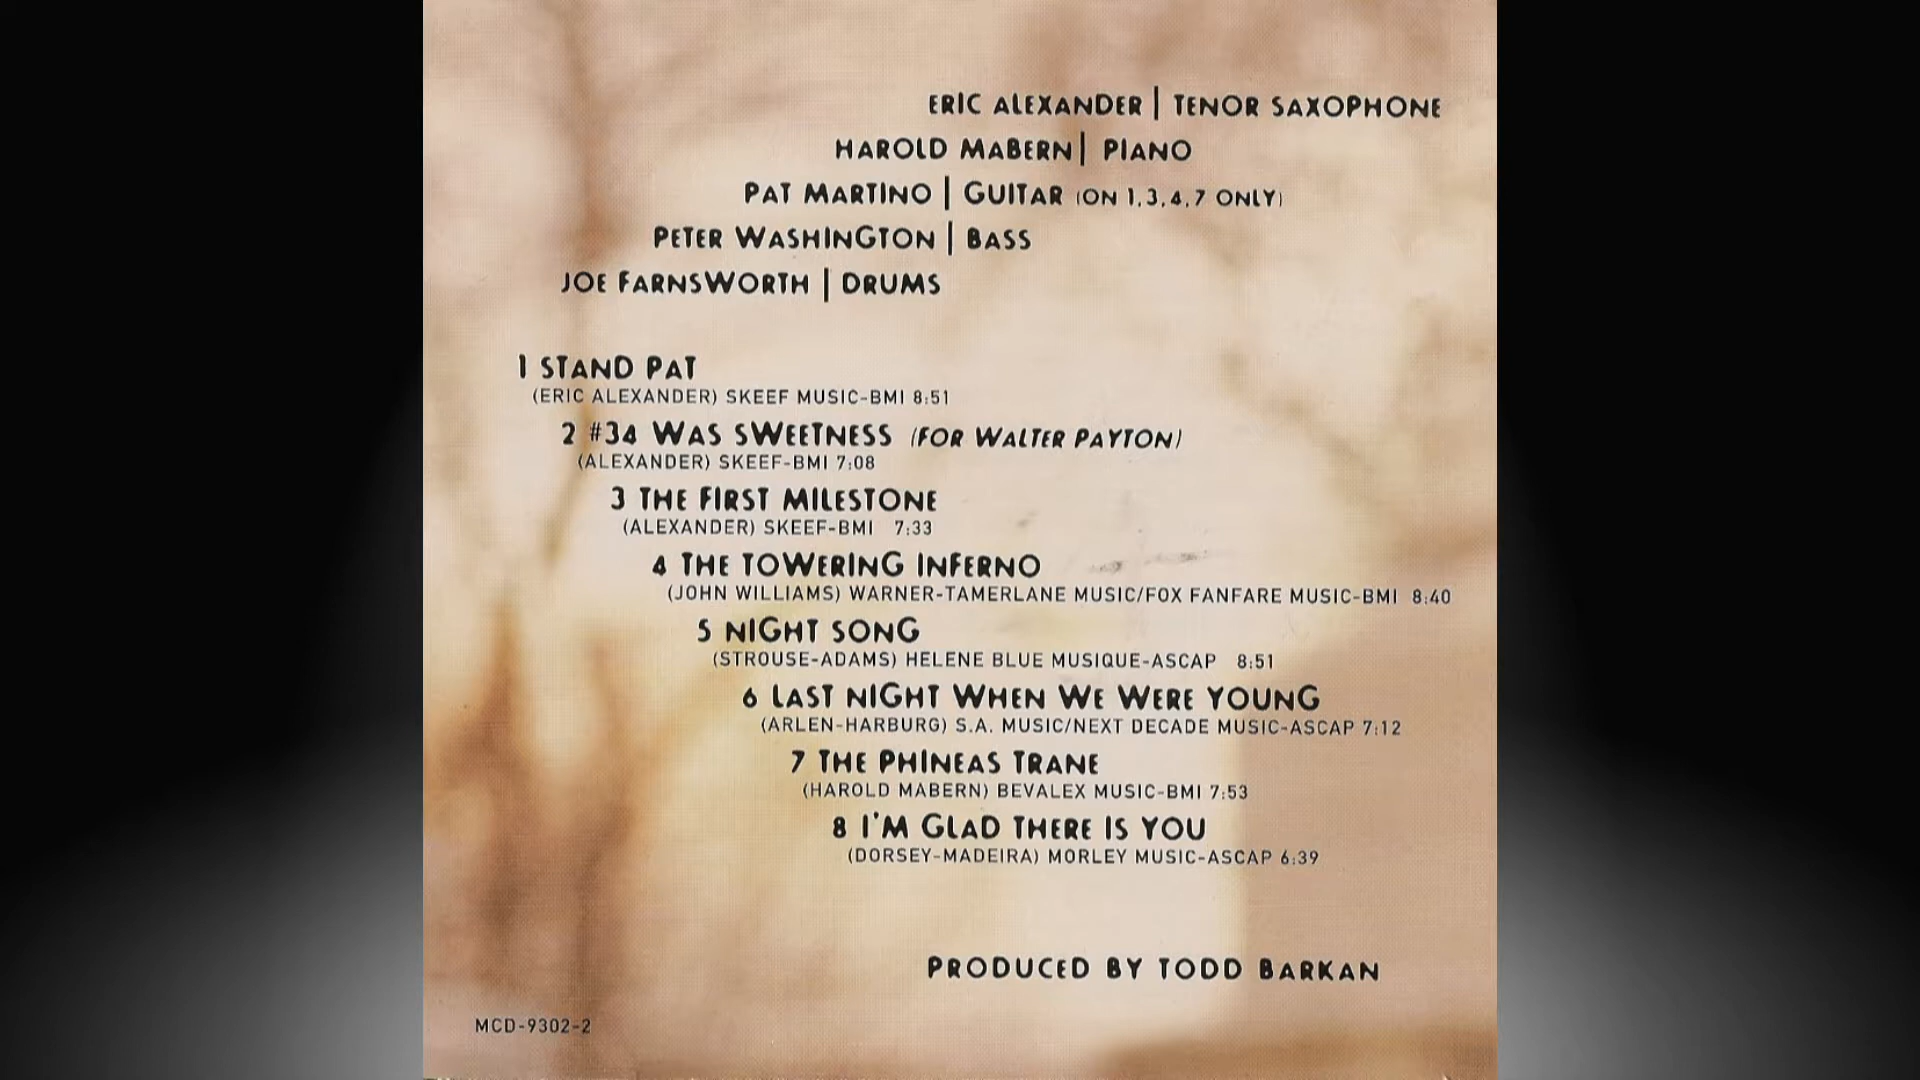 ERIC ALEXANDER | TENOR SAXOPHONE
HAROLD MABERN | PIANO
PAT MARTINO | GUITAR (ON 1,3,4,7 ONLY)
PETER WASHINGTON | BASS
JOE FARNSWORTH | DRUMS
1 STAND PAT
(ERIC ALEXANDER) SKEEF MUSIC-BMI 8:51
2 #34 WAS SWEETNESS (FOR WALTER PAYTON)
(ALEXANDER) SKEEF-BMI 7:08
3 THE FIRST MILESTONE
(ALEXANDER) SKEEF-BMI 7:33
4 THE TOWERING INFERNO
(JOHN WILLIAMS) WARNER-TAMERLANE MUSIC/FOX FANFARE MUSIC-BMI 8:40
5 NIGHT SONG
(STROUSE-ADAMS) HELENE BLUE MUSIQUE-ASCAP 8:51
6 LAST NIGHT WHEN WE WERE YOUNG
(ARLEN-HARBURG) S.A. MUSIC/NEXT DECADE MUSIC-ASCAP 7:12
7 THE PHINEAS TRANE
(HAROLD MABERN) BEVALEX MUSIC-BMI 7:53
8 I'M GLAD THERE IS YOU
(DORSEY-MADEIRA) MORLEY MUSIC-ASCAP 6:39
PRODUCED BY TODD BARKAN
MCD-9302-2